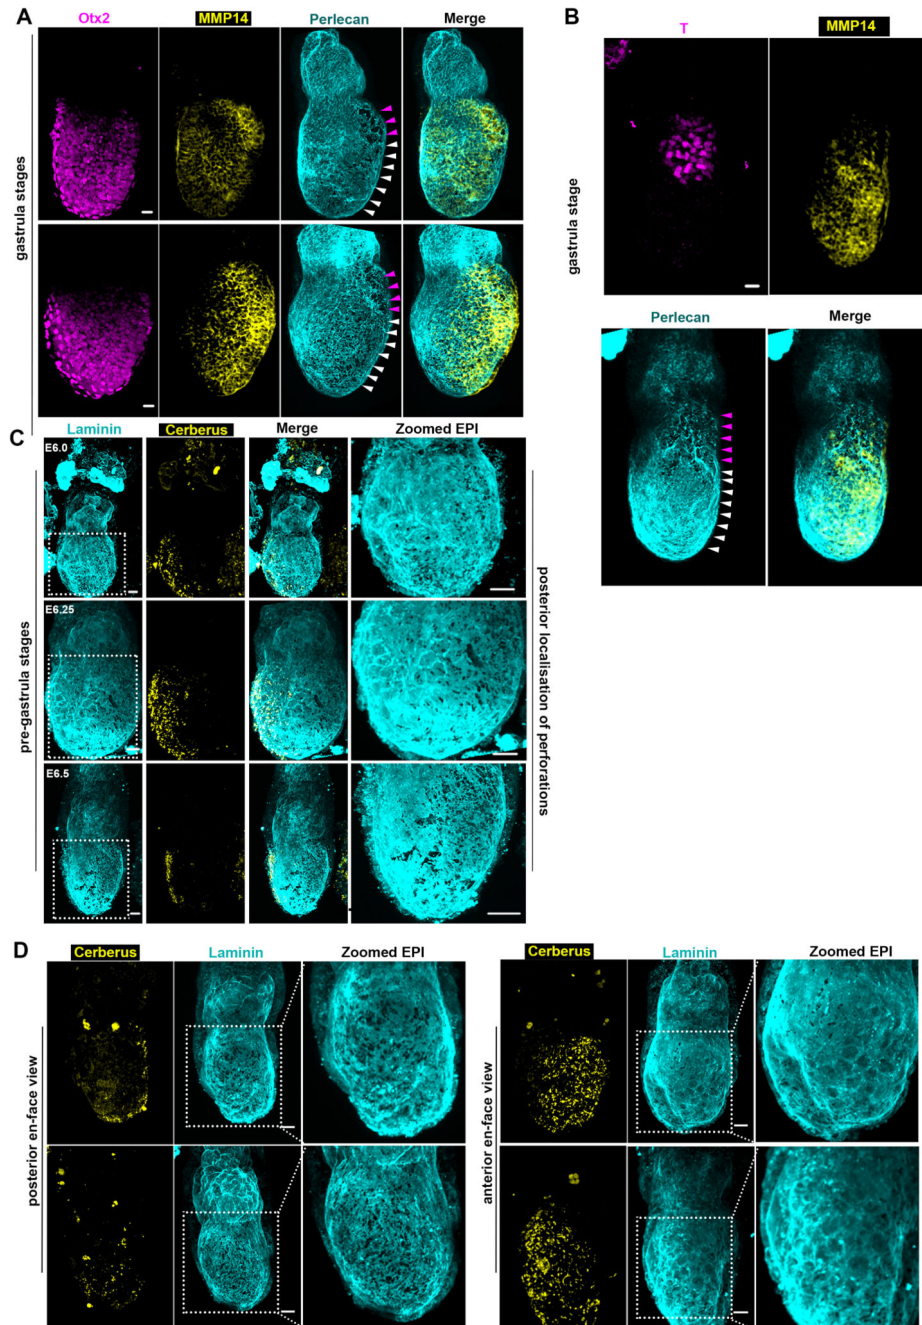 A
Otx2 MMP14 Perlecan Merge
gastrula stages
B
T MMP14
gastrula stage
Perlecan Merge
C
Laminin Cerberus Merge Zoomed EPI
E6.0
E6.25
E6.5
pre-gastrula stages
posterior localisation of perforations
D
Cerberus Laminin Zoomed EPI
posterior en-face view
Cerberus Laminin Zoomed EPI
anterior en-face view